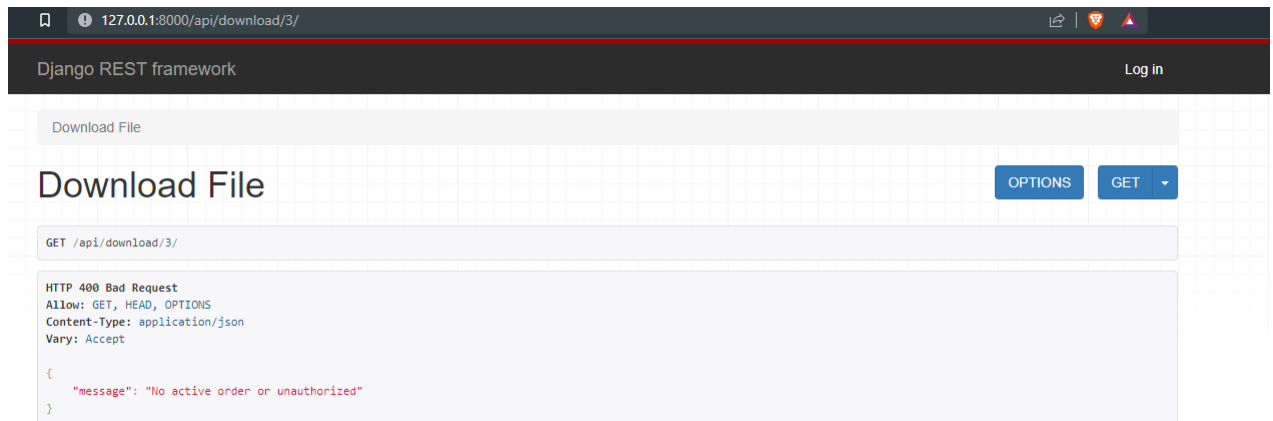 127.0.0.1:8000/api/download/3/
Django REST framework
Log in
Download File
Download File
OPTIONS
GET
GET /api/download/3/
HTTP 400 Bad Request
Allow: GET, HEAD, OPTIONS
Content-Type: application/json
Vary: Accept
{
"message": "No active order or unauthorized"
}